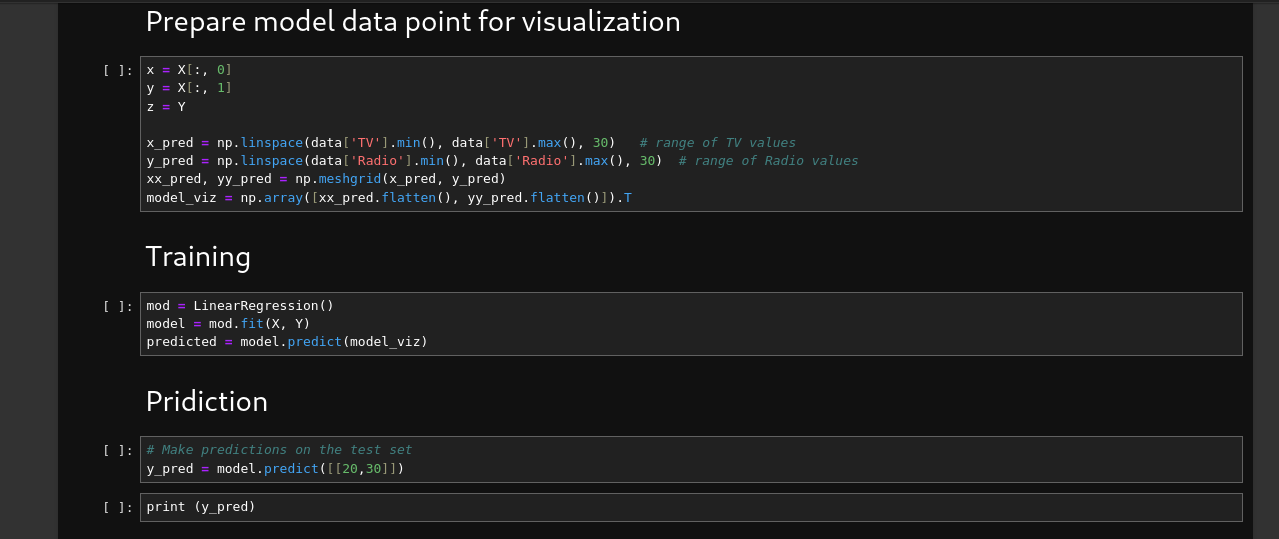 Prepare model data point for visualization
[ ]: x = X[:, 0]
y = X[:, 1]
z = Y
x_pred = np.linspace(data['TV'].min(), data['TV'].max(), 30)   # range of TV values
y_pred = np.linspace(data['Radio'].min(), data['Radio'].max(), 30)  # range of Radio values
xx_pred, yy_pred = np.meshgrid(x_pred, y_pred)
model_viz = np.array([xx_pred.flatten(), yy_pred.flatten()]).T
Training
[ ]: mod = LinearRegression()
model = mod.fit(X, Y)
predicted = model.predict(model_viz)
Pridiction
[ ]: # Make predictions on the test set
y_pred = model.predict([[20,30]])
[ ]: print (y_pred)